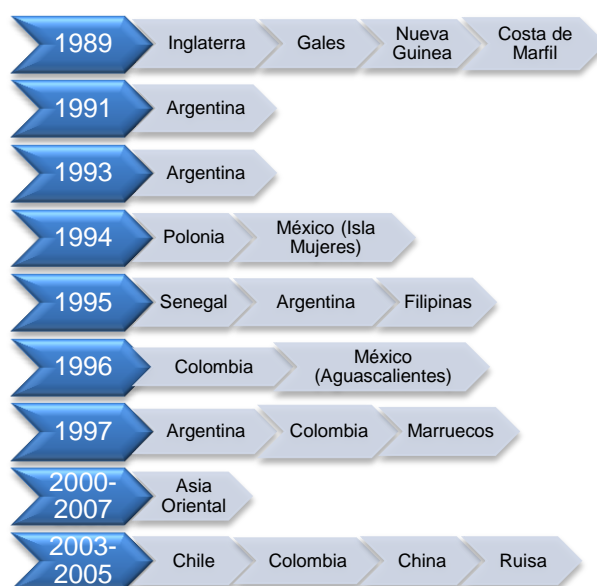 1989
Inglaterra
Gales
Nueva
Guinea
Costa de
Marfil
1991
Argentina
1993
Argentina
1994
Polonia
México (Isla
Mujeres)
1995
Senegal
Argentina
Filipinas
1996
Colombia
México
(Aguascalientes)
1997
Argentina
Colombia
Marruecos
2000-
2007
Asia
Oriental
2003-
2005
Chile
Colombia
China
Ruisa